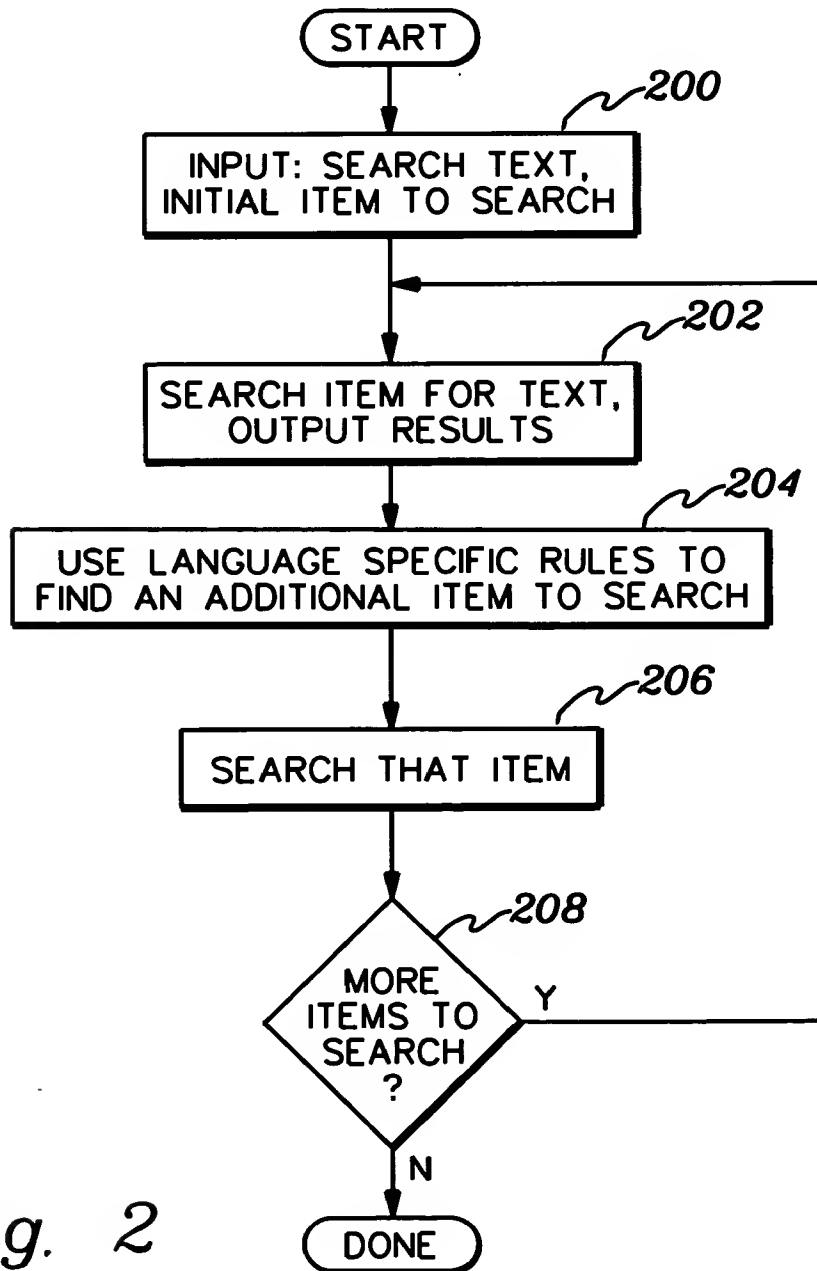 START
200
INPUT: SEARCH TEXT,
INITIAL ITEM TO SEARCH
202
SEARCH ITEM FOR TEXT,
OUTPUT RESULTS
204
USE LANGUAGE SPECIFIC RULES TO
FIND AN ADDITIONAL ITEM TO SEARCH
206
SEARCH THAT ITEM
208
MORE
ITEMS TO
SEARCH
?
Y
N
DONE
g. 2